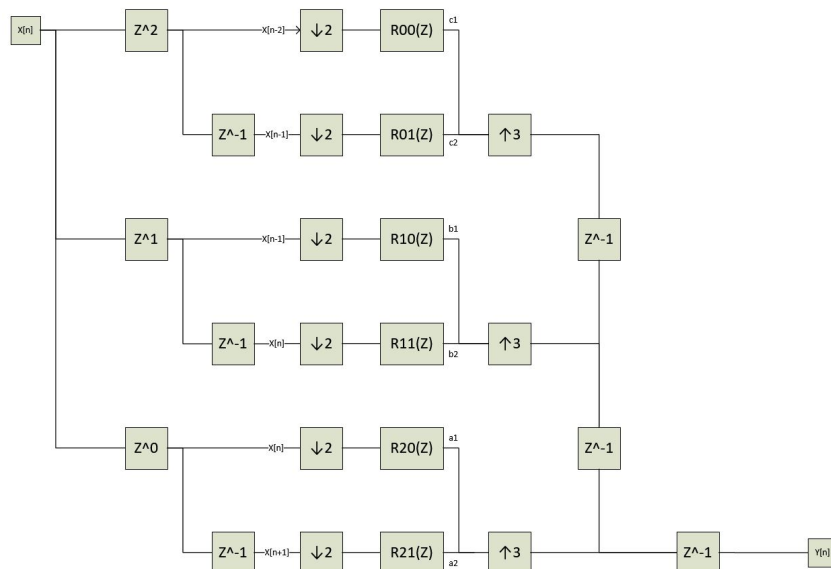 X[n]
Z^2
X[n-2]
↓2
R00(Z)
c1
Z^-1
X[n-1]
↓2
R01(Z)
c2
↑3
Z^1
X[n-1]
↓2
R10(Z)
b1
Z^-1
Z^-1
X[n]
↓2
R11(Z)
b2
↑3
Z^0
X[n]
↓2
R20(Z)
a1
Z^-1
Z^-1
X[n+1]
↓2
R21(Z)
a2
↑3
Z^-1
Y[n]